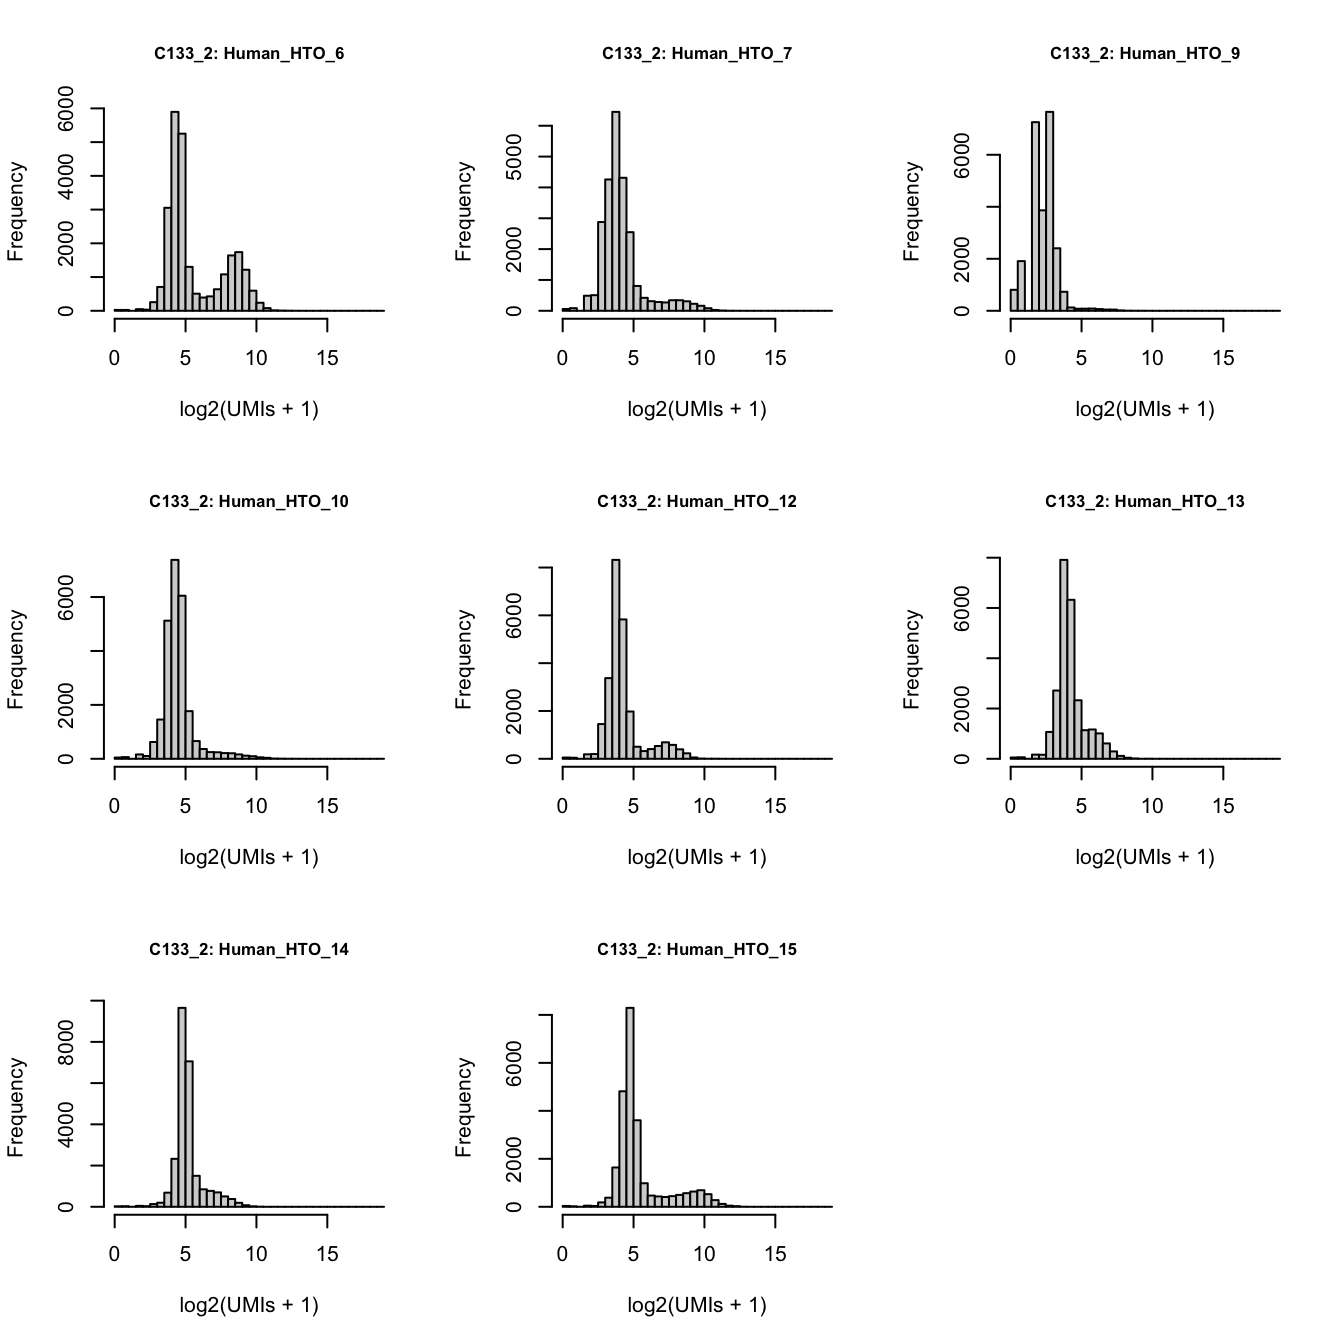 C133_2: Human_HTO_6
Frequency
0 2000 4000 6000
0 5 10 15
log2(UMIs + 1)
C133_2: Human_HTO_7
Frequency
0 2000 5000
0 5 10 15
log2(UMIs + 1)
C133_2: Human_HTO_9
Frequency
0 2000 6000
0 5 10 15
log2(UMIs + 1)
C133_2: Human_HTO_10
Frequency
0 2000 6000
0 5 10 15
log2(UMIs + 1)
C133_2: Human_HTO_12
Frequency
0 2000 6000
0 5 10 15
log2(UMIs + 1)
C133_2: Human_HTO_13
Frequency
0 2000 6000
0 5 10 15
log2(UMIs + 1)
C133_2: Human_HTO_14
Frequency
0 4000 8000
0 5 10 15
log2(UMIs + 1)
C133_2: Human_HTO_15
Frequency
0 2000 6000
0 5 10 15
log2(UMIs + 1)